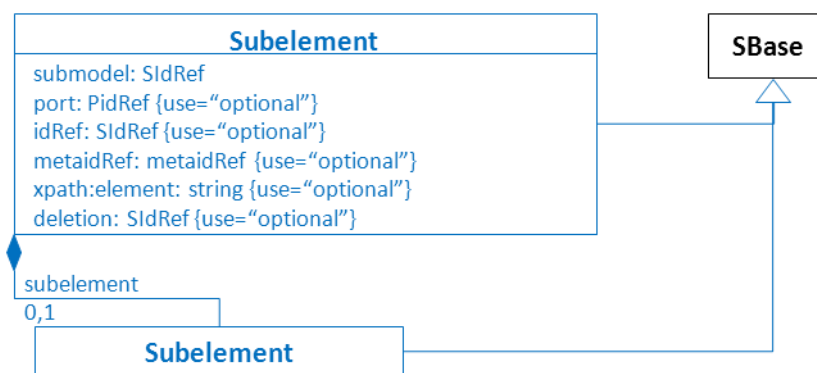 Subelement
SBase
submodel: SIdRef
port: PidRef {use=“optional”}
idRef: SIdRef {use=“optional”}
metaidRef: metaidRef {use=“optional”}
xpath:element: string {use=“optional”}
deletion: SIdRef {use=“optional”}
subelement
0,1
Subelement